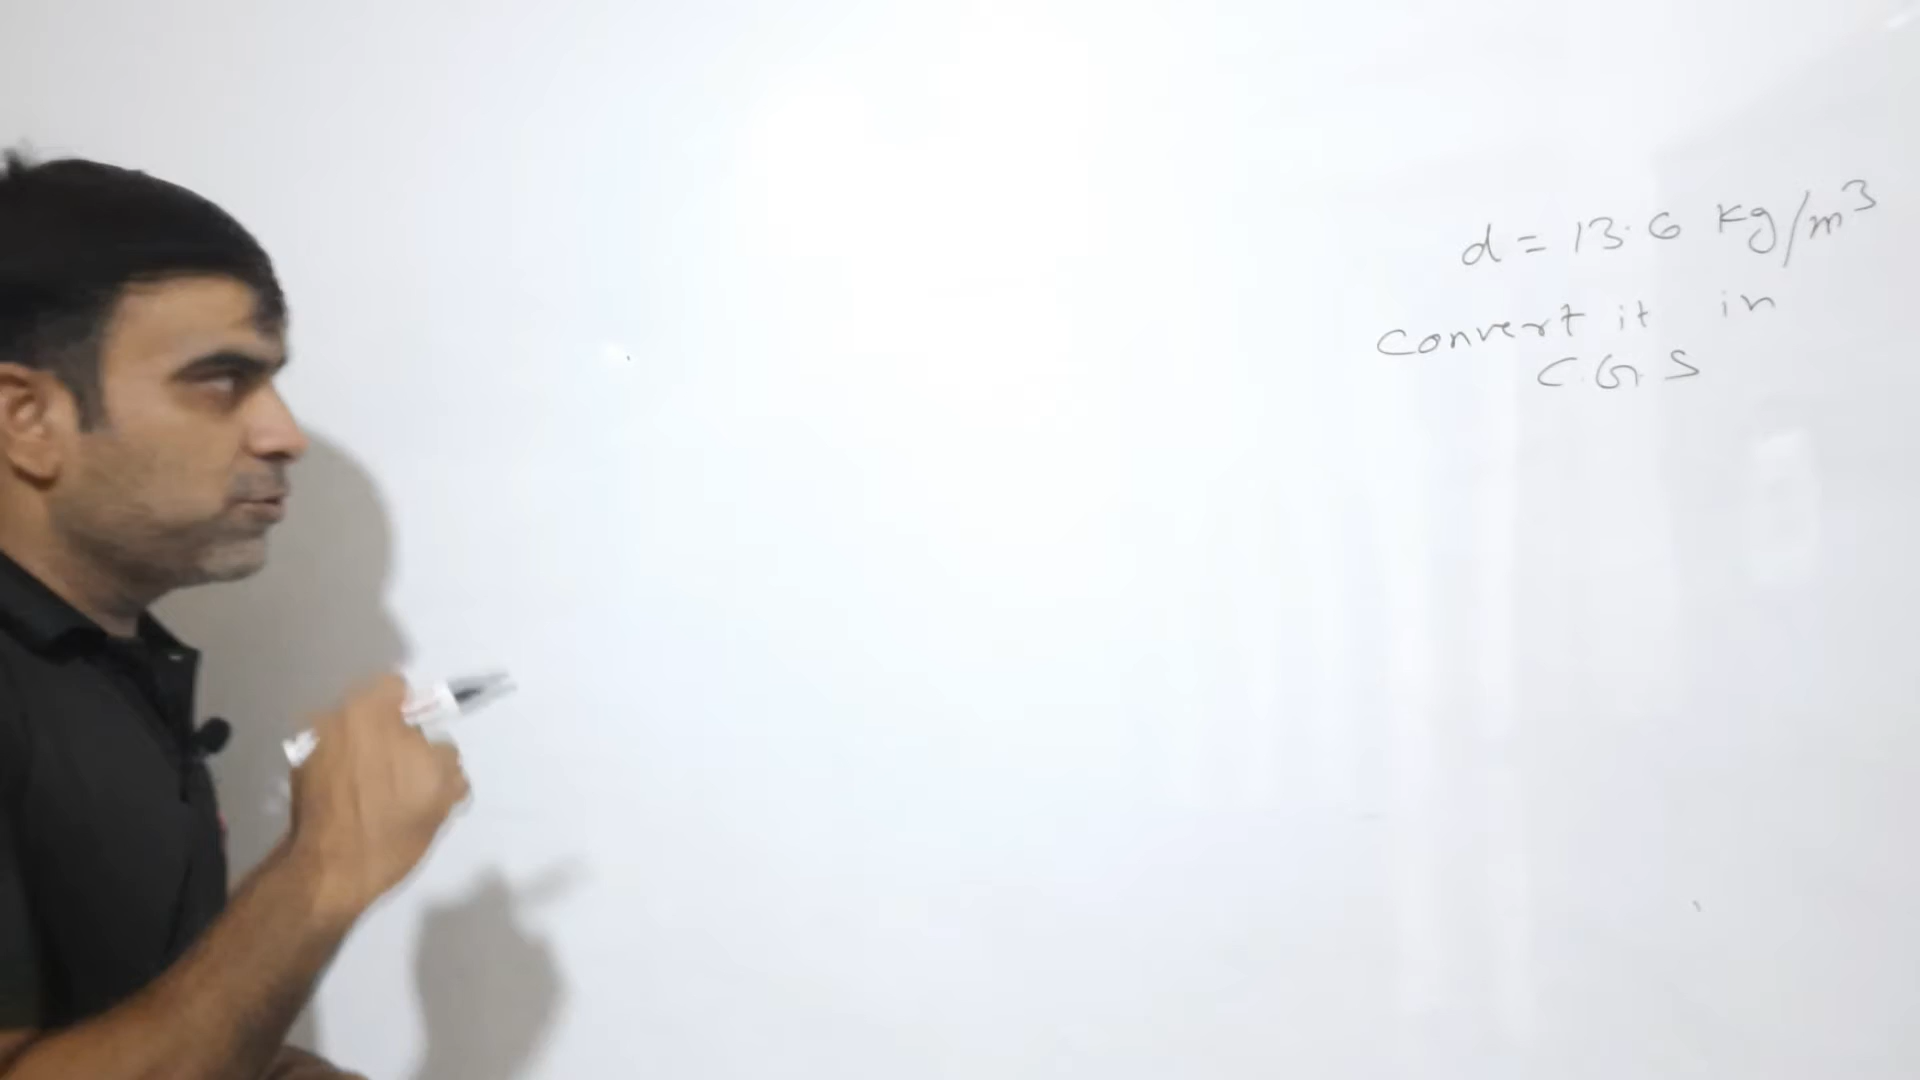 d = 13.6 kg/m³
convert it in
C.G.S